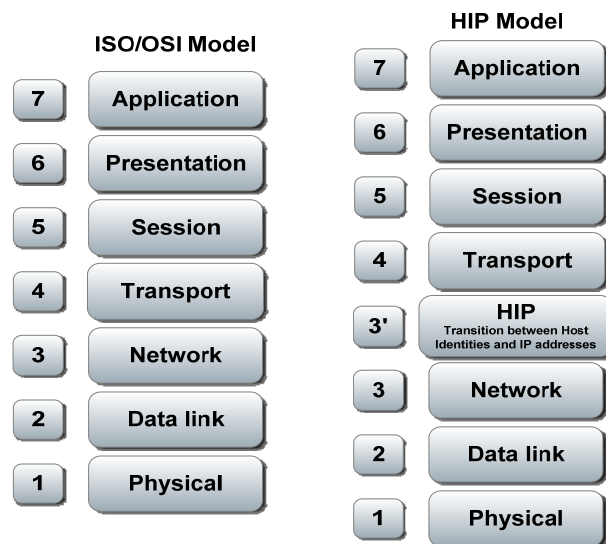 ISO/OSI Model
7
Application
6
Presentation
5
Session
4
Transport
3
Network
2
Data link
1
Physical
HIP Model
7
Application
6
Presentation
5
Session
4
Transport
3'
HIP
Transition between Host
Identities and IP addresses
3
Network
2
Data link
1
Physical